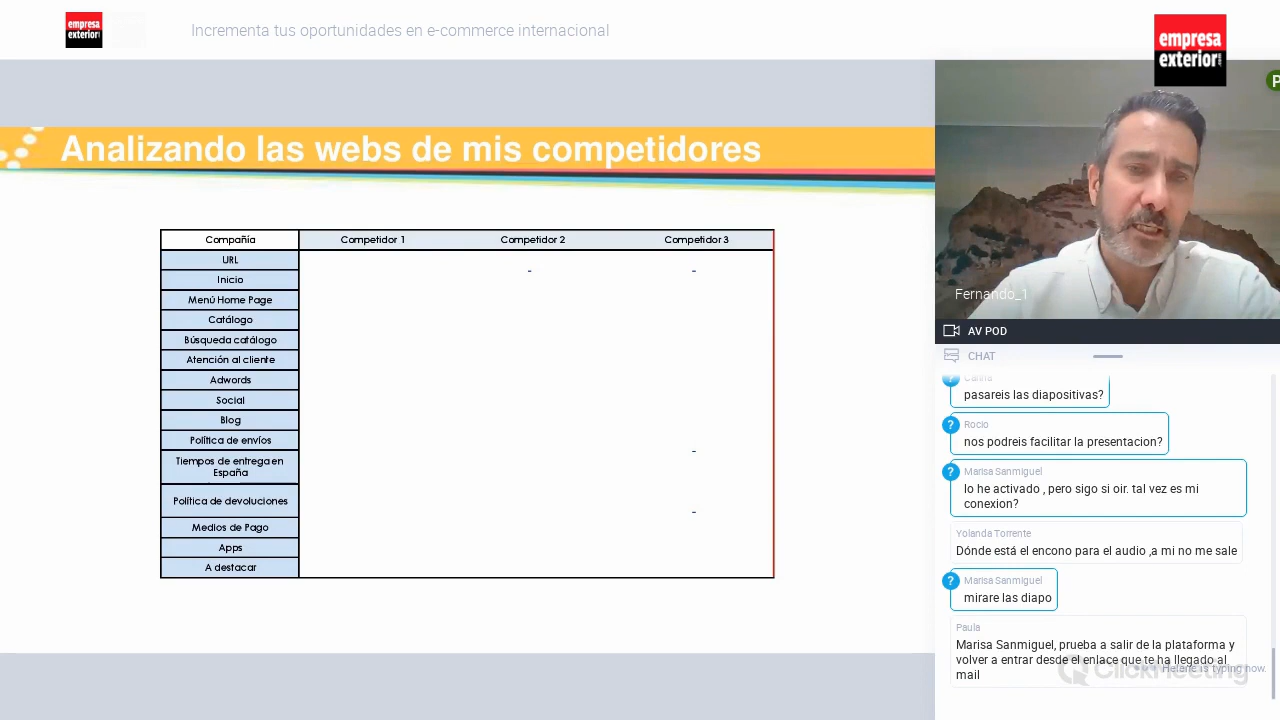 empresa
exterior
Incrementa tus oportunidades en e-commerce internacional
empresa
exterior
.com
P
Analizando las webs de mis competidores
Compañía Competidor 1 Competidor 2 Competidor 3
URL
- -
Inicio
Menú Home Page
Catálogo
Búsqueda catálogo
Atención al cliente
Adwords
Social
Blog
Política de envíos
-
Tiempos de entrega en
España
Política de devoluciones
-
Medios de Pago
Apps
A destacar
Fernando_1
AV POD
CHAT
Carina
pasareis las diapositivas?
Rocio
nos podreis facilitar la presentacion?
Marisa Sanmiguel
lo he activado , pero sigo si oir. tal vez es mi
conexion?
Yolanda Torrente
Dónde está el encono para el audio ,a mi no me sale
Marisa Sanmiguel
mirare las diapo
Paula
Marisa Sanmiguel, prueba a salir de la plataforma y
volver a entrar desde el enlace que te ha llegado al
mail
is typing now.
ClickMeeting